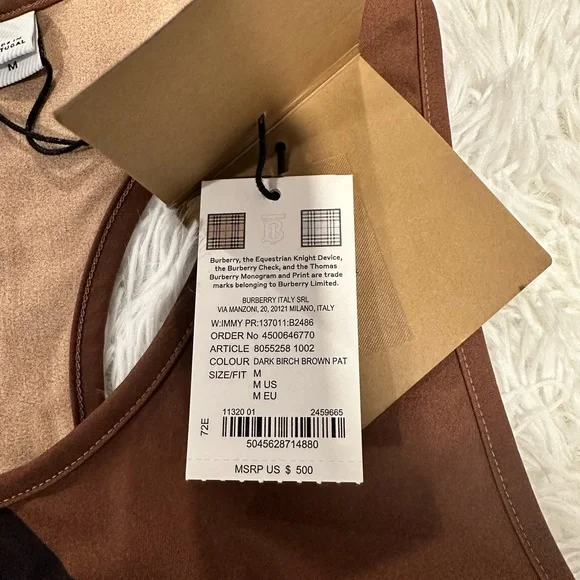 MADE IN
PORTUGAL
M
B
Burberry, the Equestrian Knight Device,
the Burberry Check, and the Thomas
Burberry Monogram and Print are trade
marks belonging to Burberry Limited.
BURBERRY ITALY SRL
VIA MANZONI, 20, 20121 MILANO, ITALY
W:IMMY PR:137011:B2486
ORDER No 4500646770
ARTICLE 8055258 1002
COLOUR DARK BIRCH BROWN PAT
SIZE/FIT M
M US
M EU
72E
11320 01 2459665
5045628714880
MSRP US $ 500